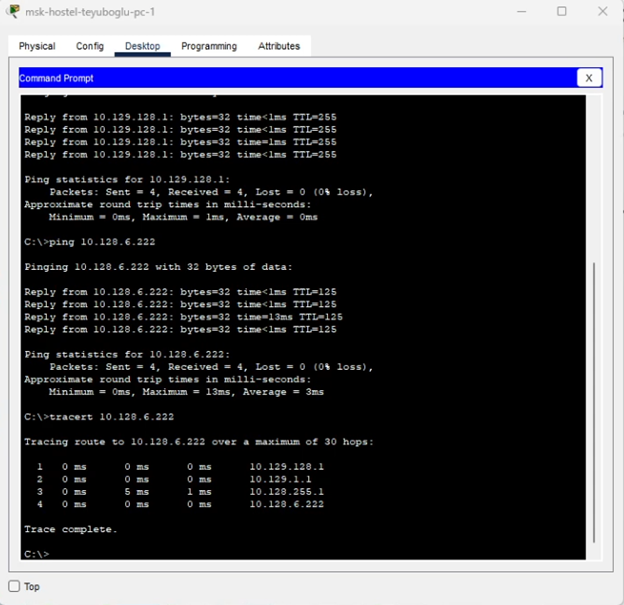 msk-hostel-teyuboglu-pc-1
Physical Config Desktop Programming Attributes
Command Prompt X
Reply from 10.129.128.1: bytes=32 time<1ms TTL=255
Reply from 10.129.128.1: bytes=32 time<1ms TTL=255
Reply from 10.129.128.1: bytes=32 time=1ms TTL=255
Reply from 10.129.128.1: bytes=32 time<1ms TTL=255
Ping statistics for 10.129.128.1:
Packets: Sent = 4, Received = 4, Lost = 0 (0% loss),
Approximate round trip times in milli-seconds:
Minimum = 0ms, Maximum = 1ms, Average = 0ms
C:\>ping 10.128.6.222
Pinging 10.128.6.222 with 32 bytes of data:
Reply from 10.128.6.222: bytes=32 time<1ms TTL=125
Reply from 10.128.6.222: bytes=32 time<1ms TTL=125
Reply from 10.128.6.222: bytes=32 time=13ms TTL=125
Reply from 10.128.6.222: bytes=32 time<1ms TTL=125
Ping statistics for 10.128.6.222:
Packets: Sent = 4, Received = 4, Lost = 0 (0% loss),
Approximate round trip times in milli-seconds:
Minimum = 0ms, Maximum = 13ms, Average = 3ms
C:\>tracert 10.128.6.222
Tracing route to 10.128.6.222 over a maximum of 30 hops:
1 0 ms 0 ms 0 ms 10.129.128.1
2 0 ms 0 ms 0 ms 10.129.1.1
3 0 ms 5 ms 1 ms 10.128.255.1
4 0 ms 0 ms 0 ms 10.128.6.222
Trace complete.
C:\>
Top